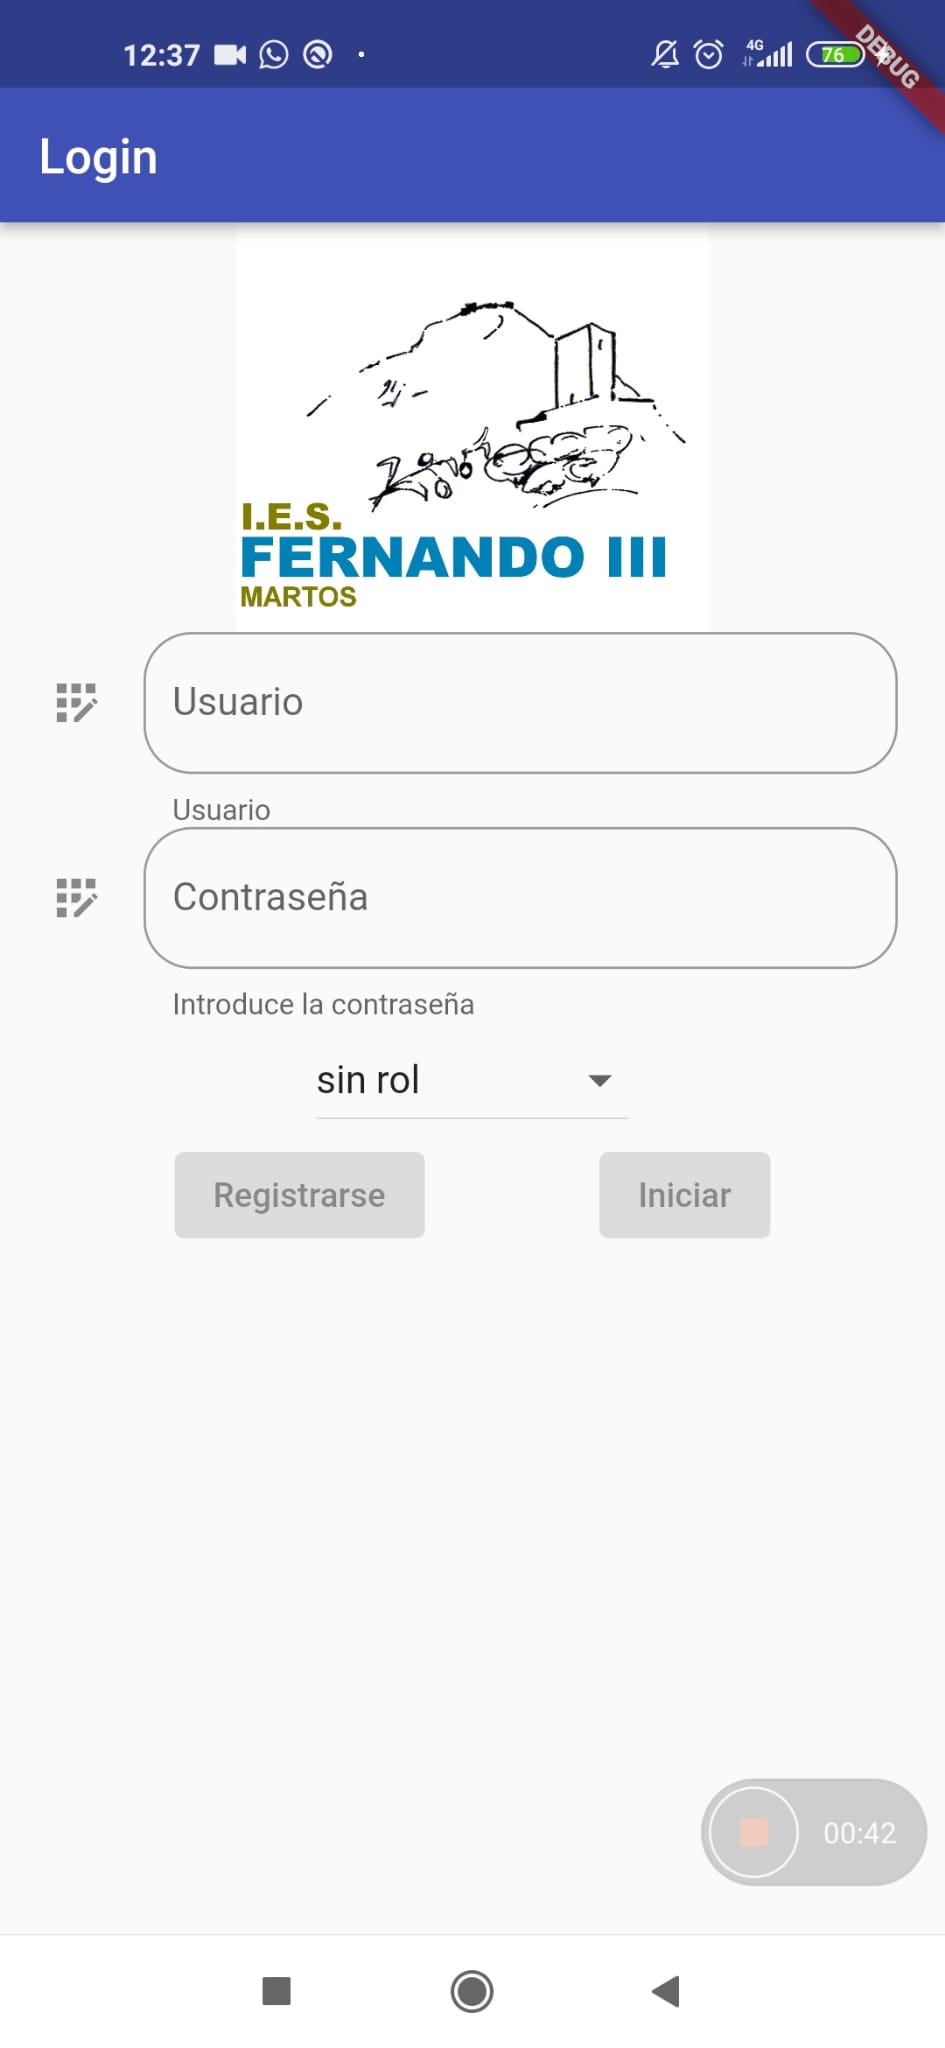 12:37
4G
76
DEBUG
Login
I.E.S.
FERNANDO III
MARTOS
Usuario
Usuario
Contraseña
Introduce la contraseña
sin rol
Registrarse
Iniciar
00:42